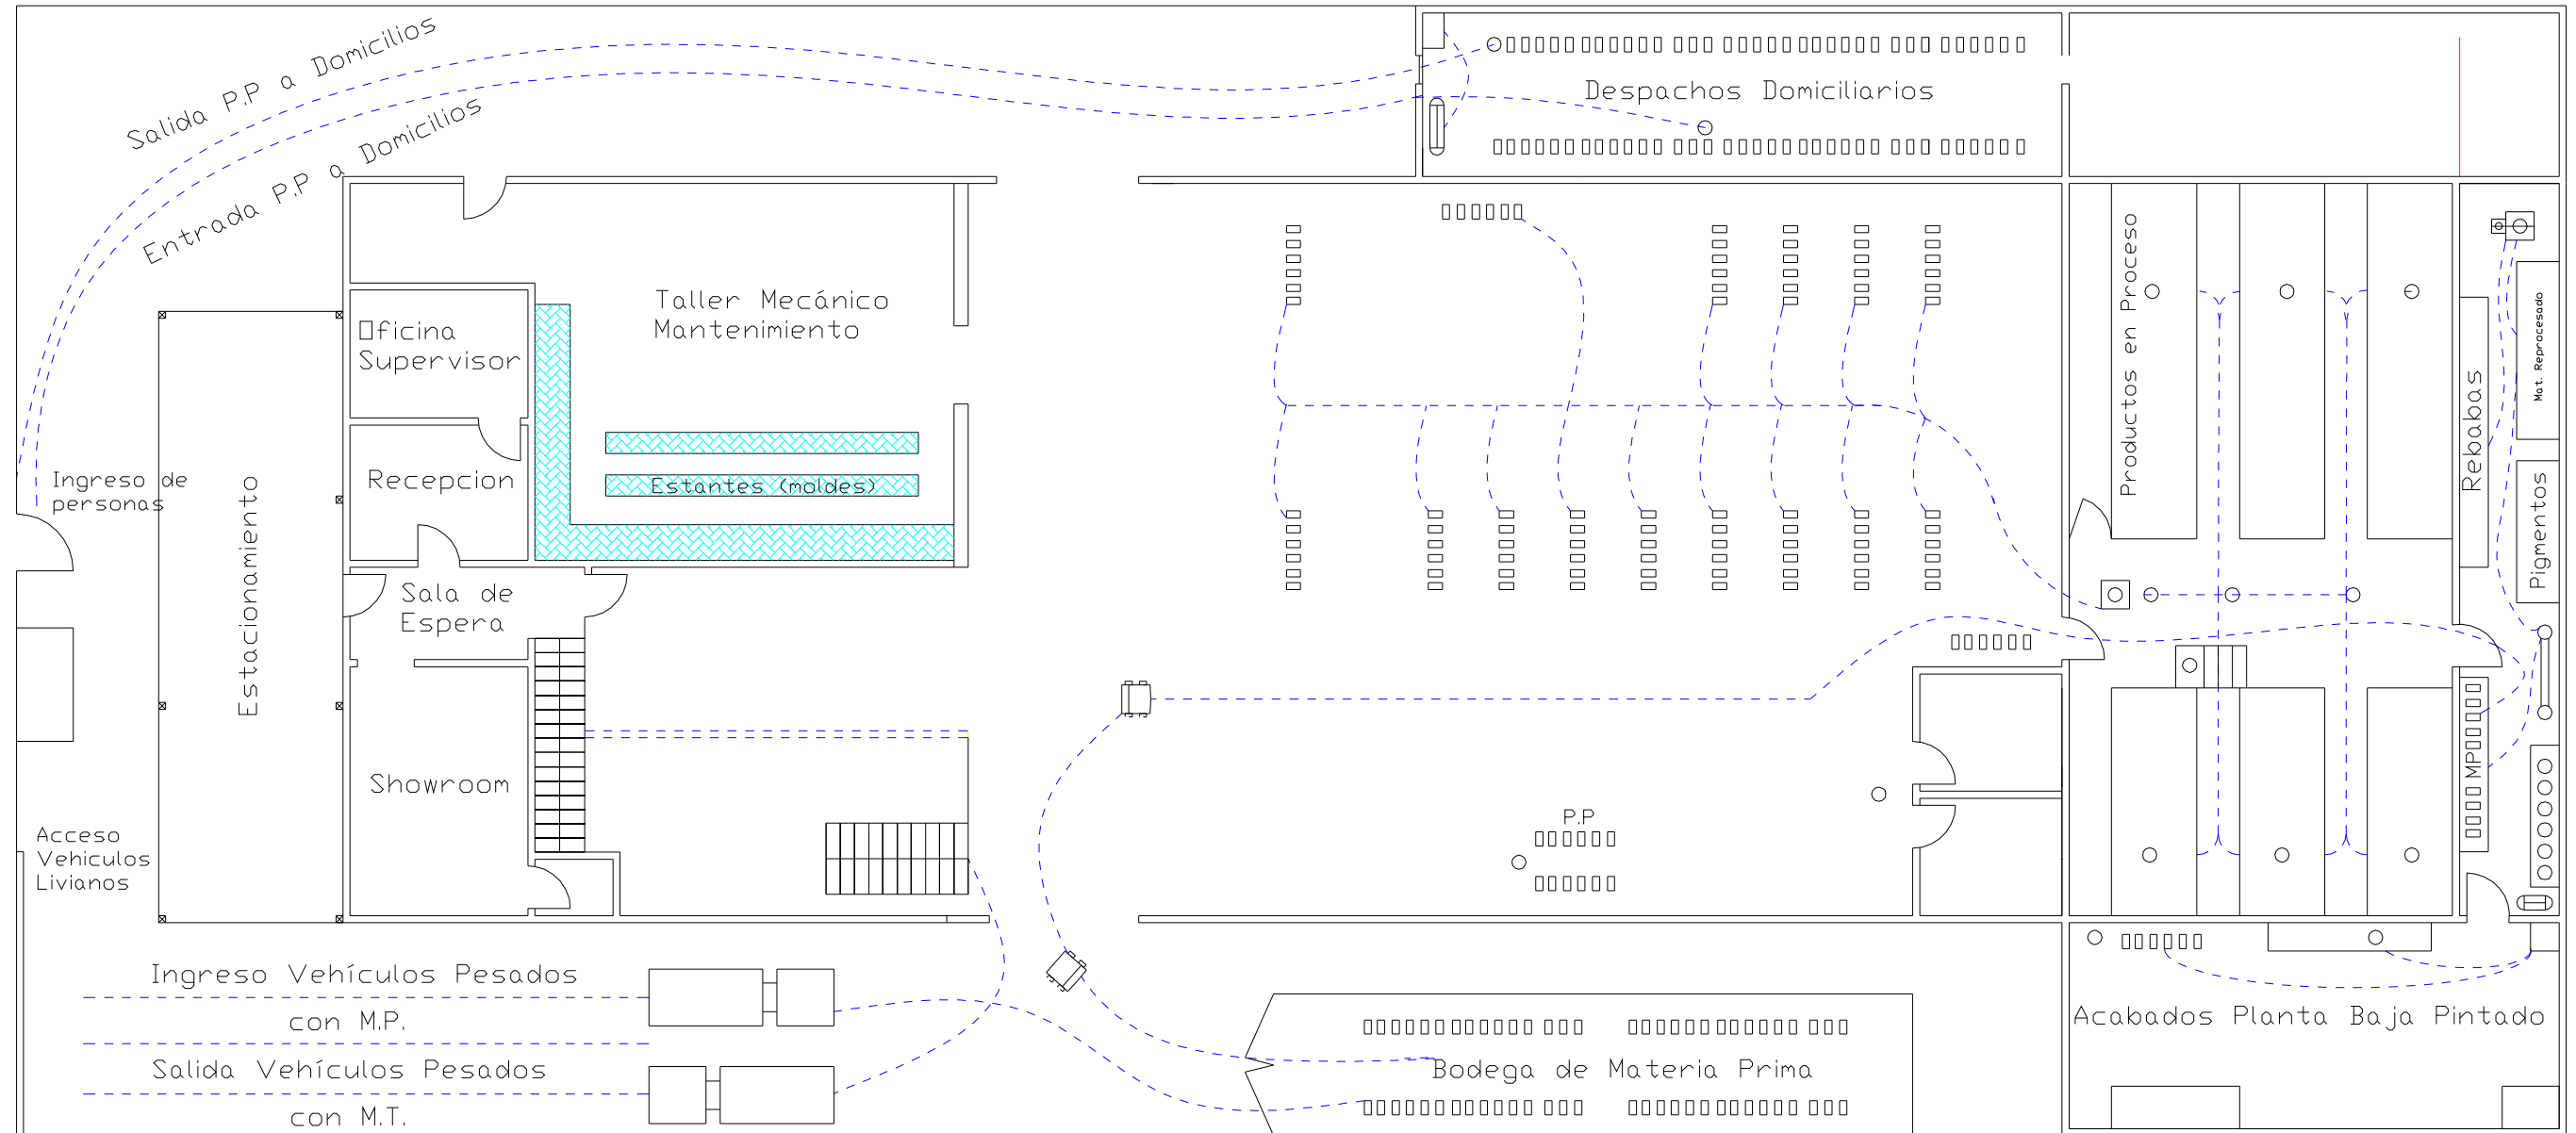 Salida P.P a Domicilios
Entrada P.P a Domicilios
Despachos Domiciliarios
Taller Mecánico
Mantenimiento
Oficina
Supervisor
Recepcion
Estantes (moldes)
Ingreso de
personas
Estacionamiento
Sala de
Espera
Showroom
Acceso
Vehiculos
Livianos
Productos en Proceso
Rebabas
Mat. Reprocesado
Pigmentos
MP
P.P
Ingreso Vehículos Pesados
con M.P.
Salida Vehículos Pesados
con M.T.
Bodega de Materia Prima
Acabados Planta Baja Pintado